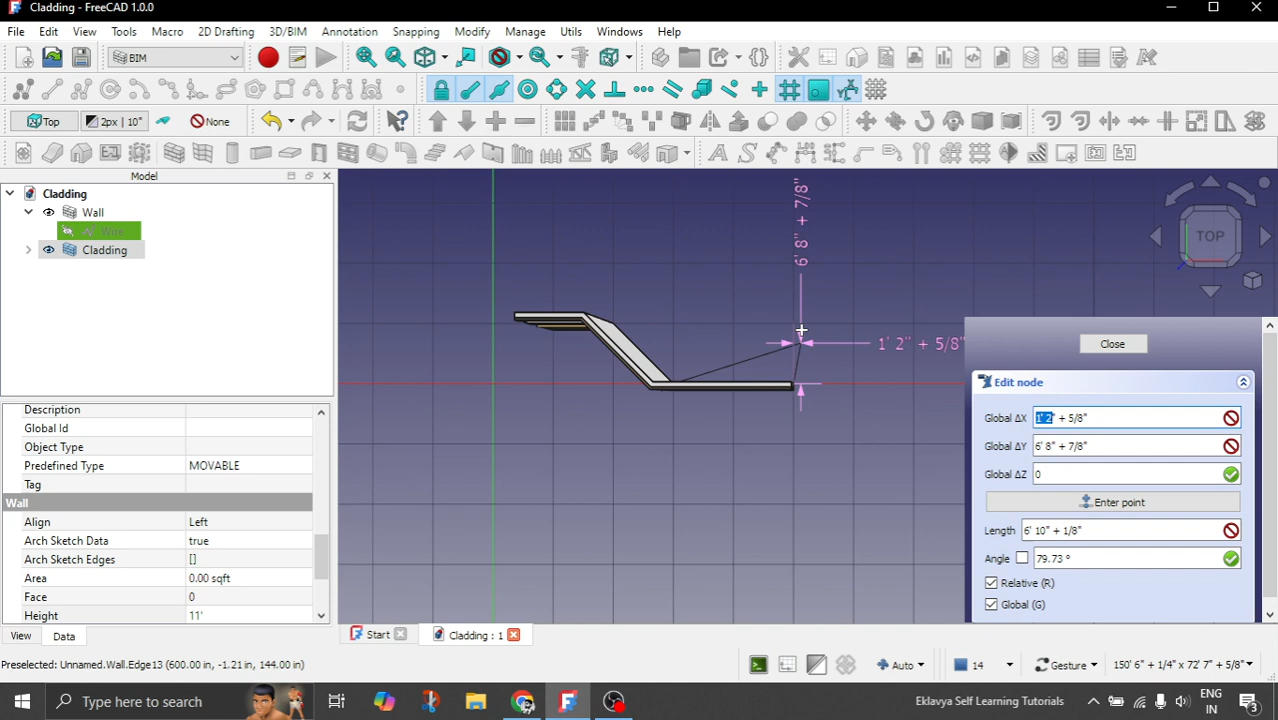 Cladding - FreeCAD 1.0.0
File Edit View Tools Macro 2D Drafting 3D/BIM Annotation Snapping Modify Manage Utils Windows Help
BIM
Top 2px | 10" None
Model
Cladding
Wall
Wire
Cladding
6' 8" + 7/8"
1' 2" + 5/8"
TOP
Close
Edit node
Global ΔX 1' 2" + 5/8"
Global ΔY 6' 8" + 7/8"
Global ΔZ 0
Enter point
Length 6' 10" + 1/8"
Angle 79.73 °
Relative (R)
Global (G)
Description
Global Id
Object Type
Predefined Type MOVABLE
Tag
Wall
Align Left
Arch Sketch Data true
Arch Sketch Edges []
Area 0.00 sqft
Face 0
Height 11'
View Data
Start Cladding : 1
Preselected: Unnamed.Wall.Edge13 (600.00 in, -1.21 in, 144.00 in)
Auto 14 Gesture 150' 6" + 1/4" x 72' 7" + 5/8"
Type here to search
Eklavya Self Learning Tutorials
ENG
IN
3